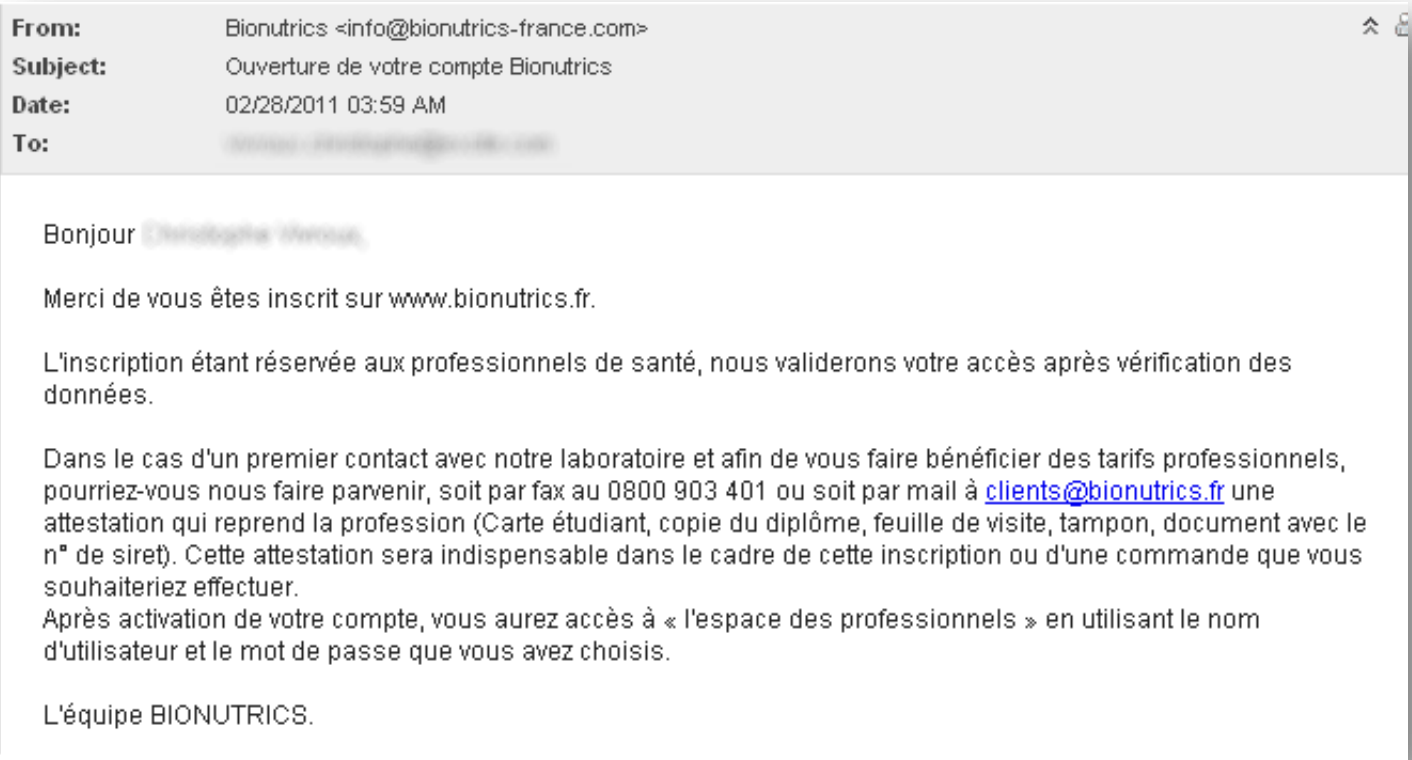 From: Bionutrics <info@bionutrics-france.com>
Subject: Ouverture de votre compte Bionutrics
Date: 02/28/2011 03:59 AM
To:
Bonjour
Merci de vous êtes inscrit sur www.bionutrics.fr.
L'inscription étant réservée aux professionnels de santé, nous validerons votre accès après vérification des
données.
Dans le cas d'un premier contact avec notre laboratoire et afin de vous faire bénéficier des tarifs professionnels,
pourriez-vous nous faire parvenir, soit par fax au 0800 903 401 ou soit par mail à clients@bionutrics.fr une
attestation qui reprend la profession (Carte étudiant, copie du diplôme, feuille de visite, tampon, document avec le
n° de siret). Cette attestation sera indispensable dans le cadre de cette inscription ou d'une commande que vous
souhaiteriez effectuer.
Après activation de votre compte, vous aurez accès à « l'espace des professionnels » en utilisant le nom
d'utilisateur et le mot de passe que vous avez choisis.
L'équipe BIONUTRICS.